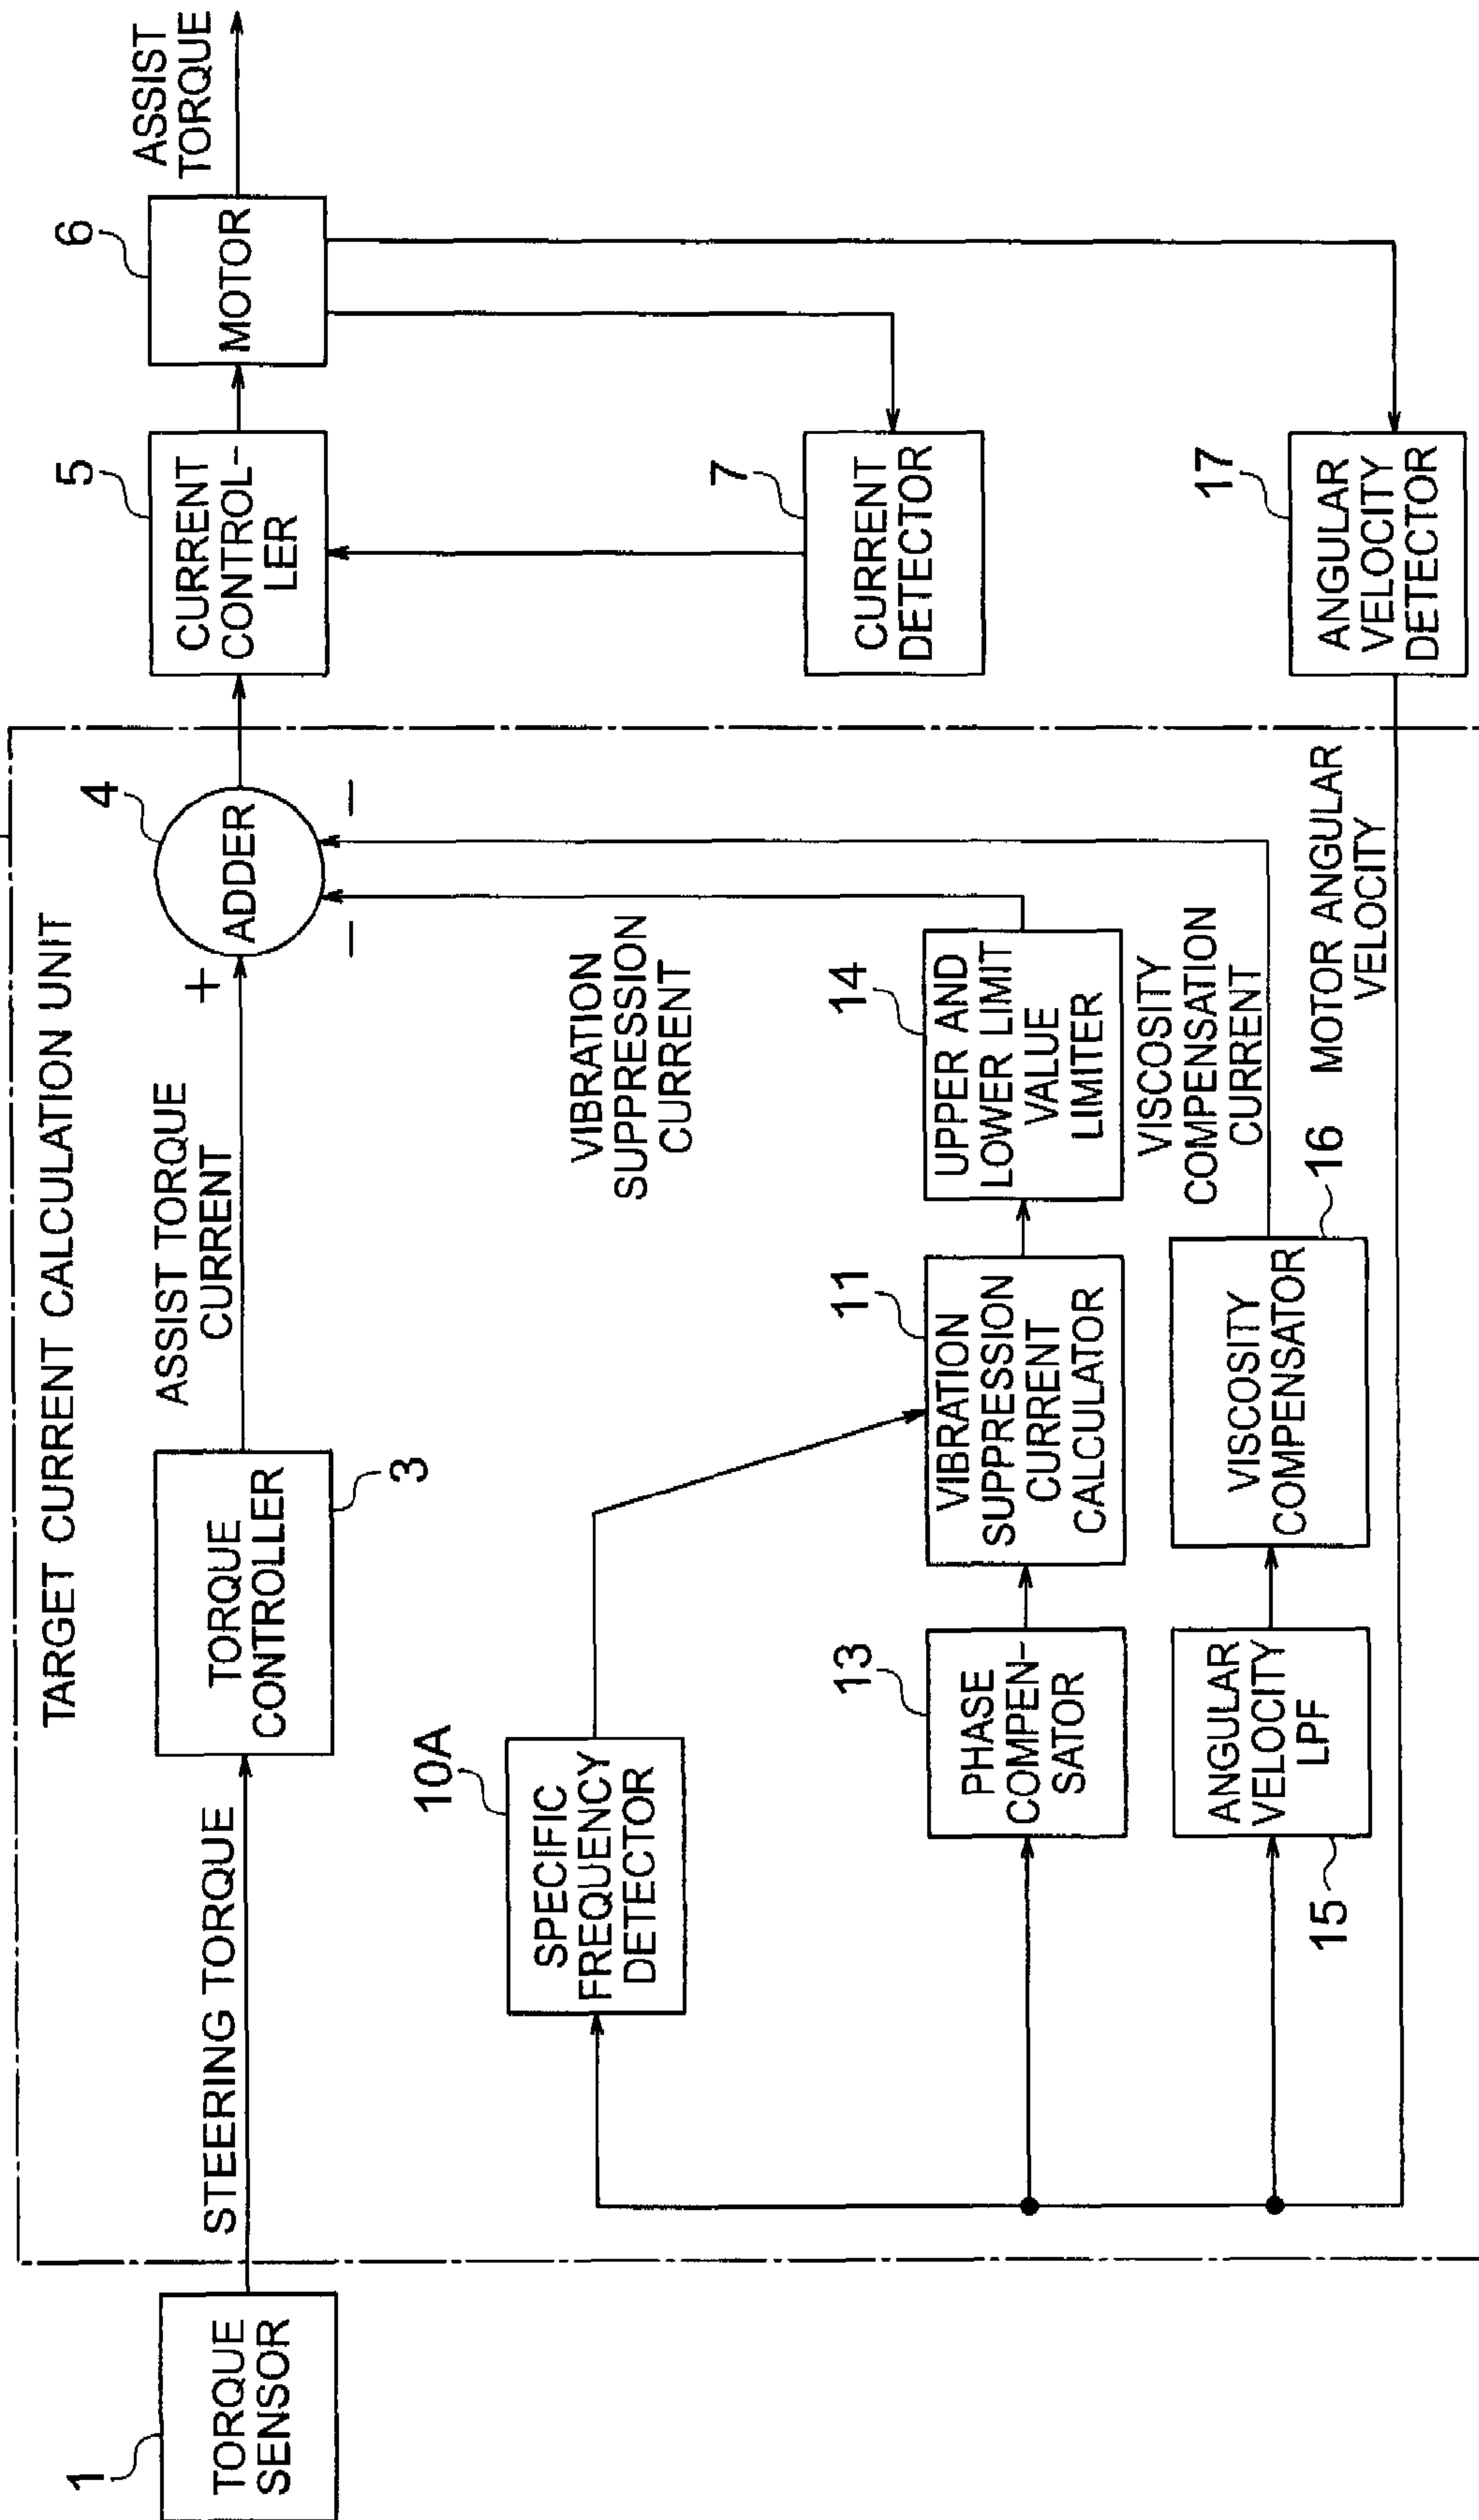 TARGET CURRENT CALCULATION UNIT
1
TORQUE
SENSOR
STEERING TORQUE
TORQUE
CONTROLLER
3
ASSIST TORQUE
CURRENT
+
4
ADDER
−
−
5
CURRENT
CONTROL-
LER
6
MOTOR
ASSIST
TORQUE
10A
SPECIFIC
FREQUENCY
DETECTOR
VIBRATION
SUPPRESSION
CURRENT
7
CURRENT
DETECTOR
13
PHASE
COMPEN-
SATOR
11
VIBRATION
SUPPRESSION
CURRENT
CALCULATOR
14
UPPER AND
LOWER LIMIT
VALUE
LIMITER
15
ANGULAR
VELOCITY
LPF
VISCOSITY
COMPENSATOR
16
VISCOSITY
COMPENSATION
CURRENT
MOTOR ANGULAR
VELOCITY
17
ANGULAR
VELOCITY
DETECTOR